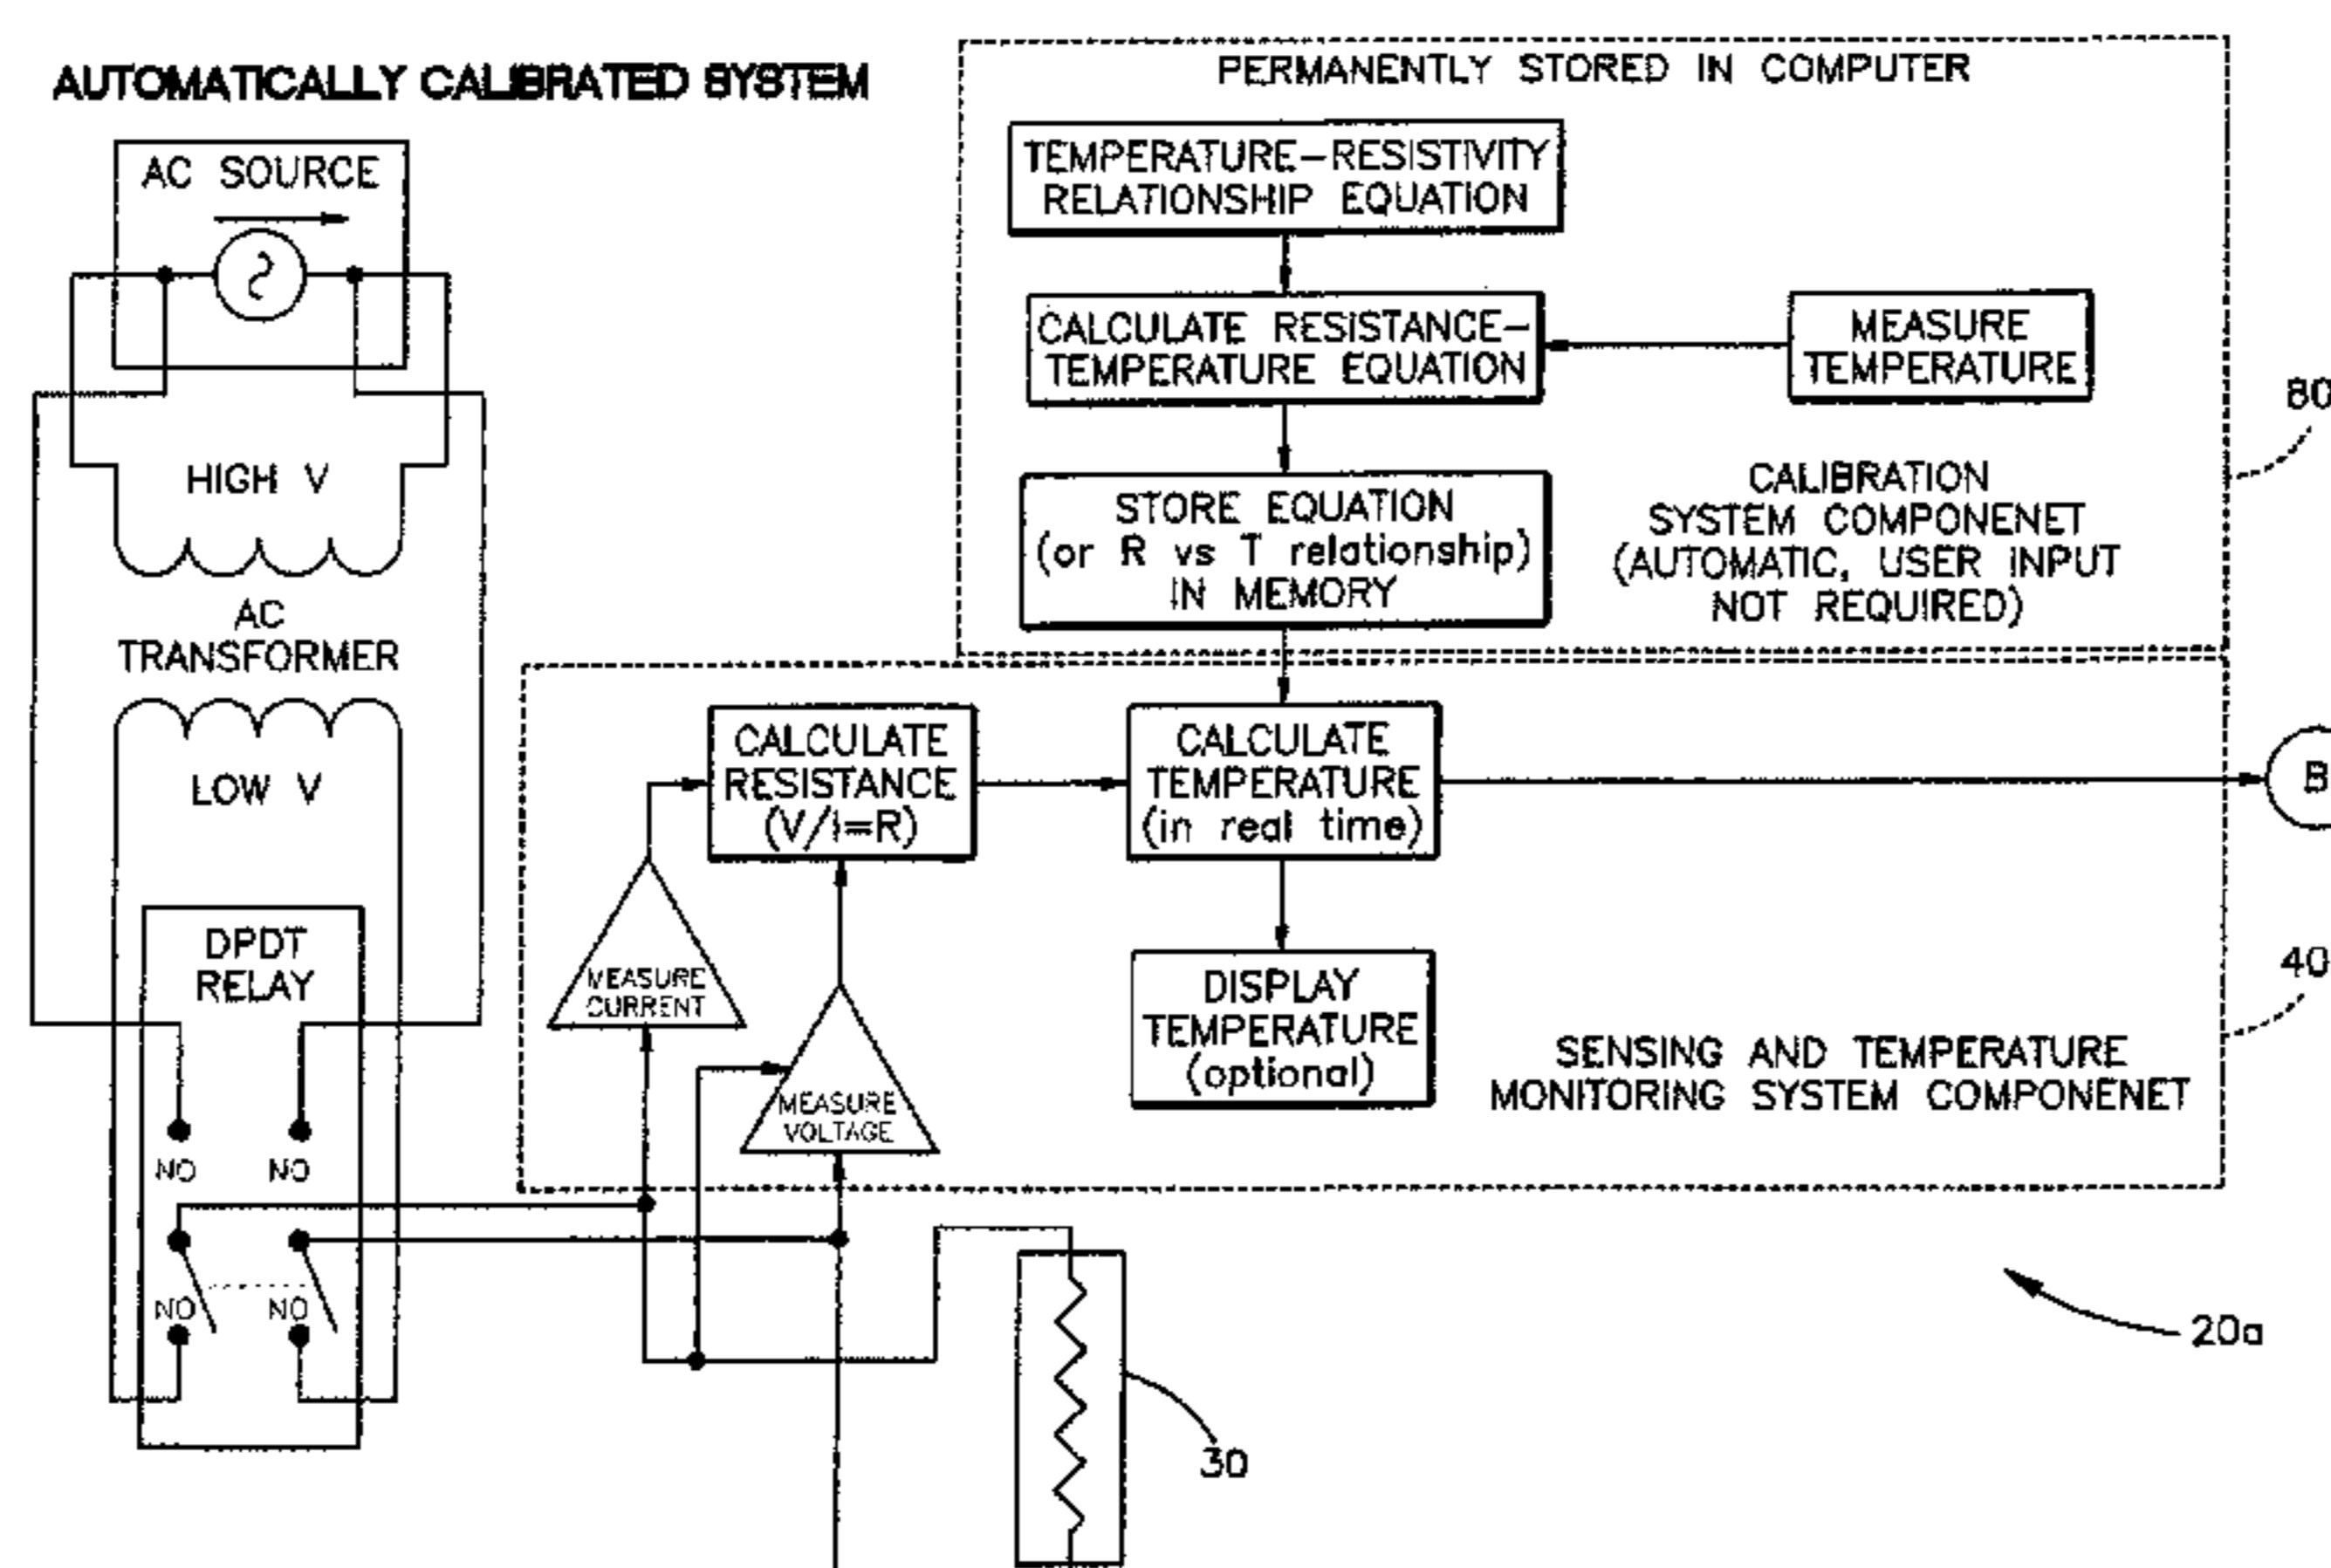 AUTOMATICALLY CALIBRATED SYSTEM
AC SOURCE
HIGH V
AC
TRANSFORMER
LOW V
DPDT
RELAY
NO NO
NO NO
PERMANENTLY STORED IN COMPUTER
TEMPERATURE-RESISTIVITY
RELATIONSHIP EQUATION
CALCULATE RESISTANCE-
TEMPERATURE EQUATION
MEASURE
TEMPERATURE
STORE EQUATION
(or R vs T relationship)
IN MEMORY
CALIBRATION
SYSTEM COMPONENET
(AUTOMATIC, USER INPUT
NOT REQUIRED)
80
CALCULATE
RESISTANCE
(V/I=R)
CALCULATE
TEMPERATURE
(in real time)
B
MEASURE
CURRENT
MEASURE
VOLTAGE
DISPLAY
TEMPERATURE
(optional)
SENSING AND TEMPERATURE
MONITORING SYSTEM COMPONENET
40
20a
30